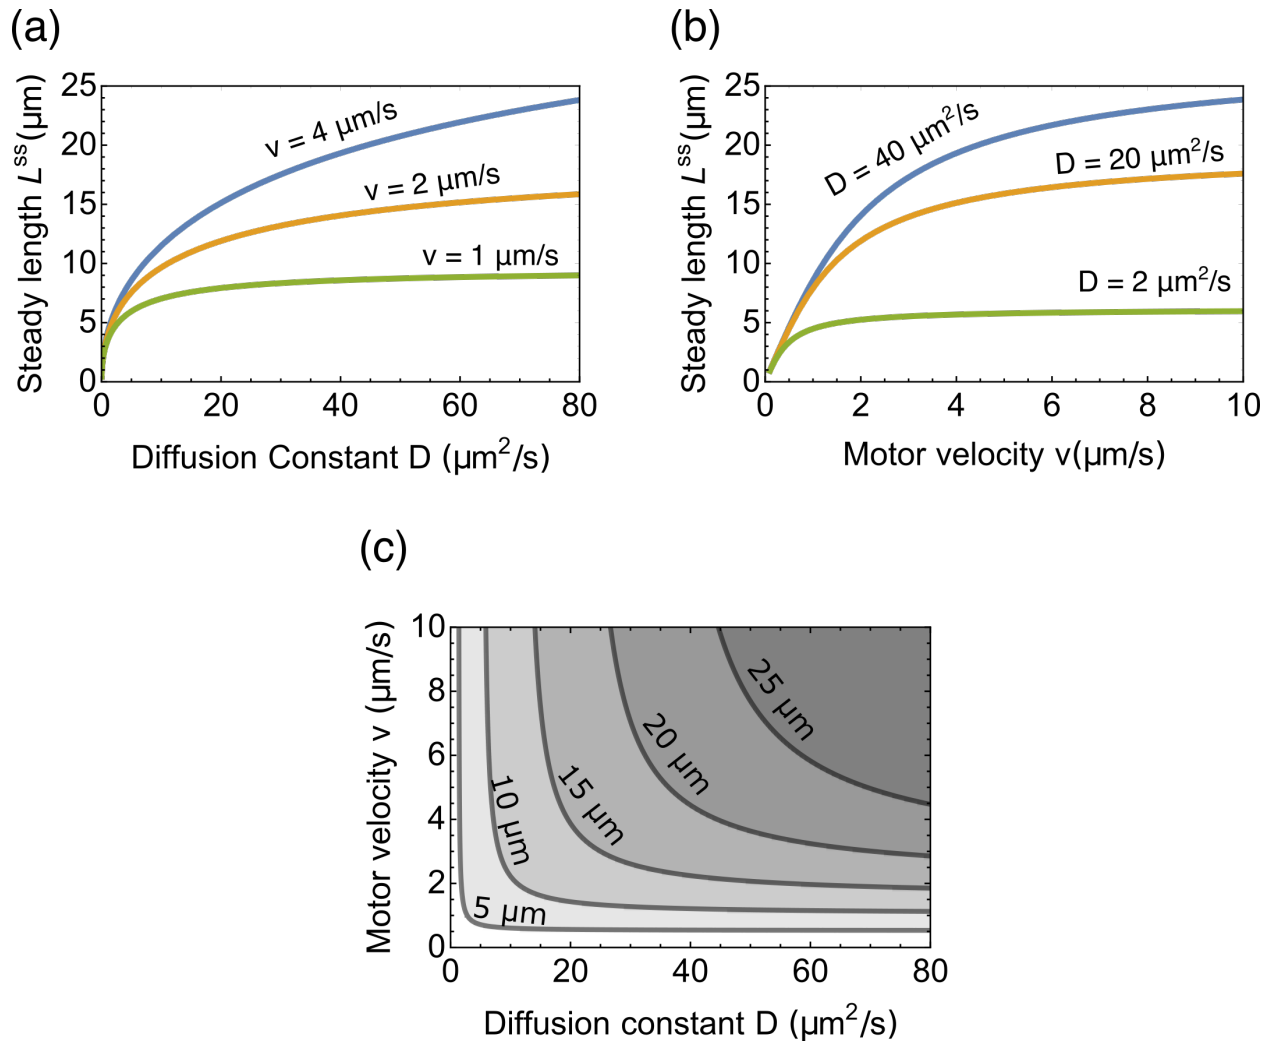 (a)
Steady length Lˢˢ(μm)
25
20
15
10
5
0
v = 4 μm/s
v = 2 μm/s
v = 1 μm/s
0 20 40 60 80
Diffusion Constant D (μm²/s)
(b)
Steady length Lˢˢ(μm)
25
20
15
10
5
0
D = 40 μm²/s
D = 20 μm²/s
D = 2 μm²/s
0 2 4 6 8 10
Motor velocity v(μm/s)
(c)
Motor velocity v (μm/s)
10
8
6
4
2
0
25 μm
20 μm
15 μm
10 μm
5 μm
0 20 40 60 80
Diffusion constant D (μm²/s)